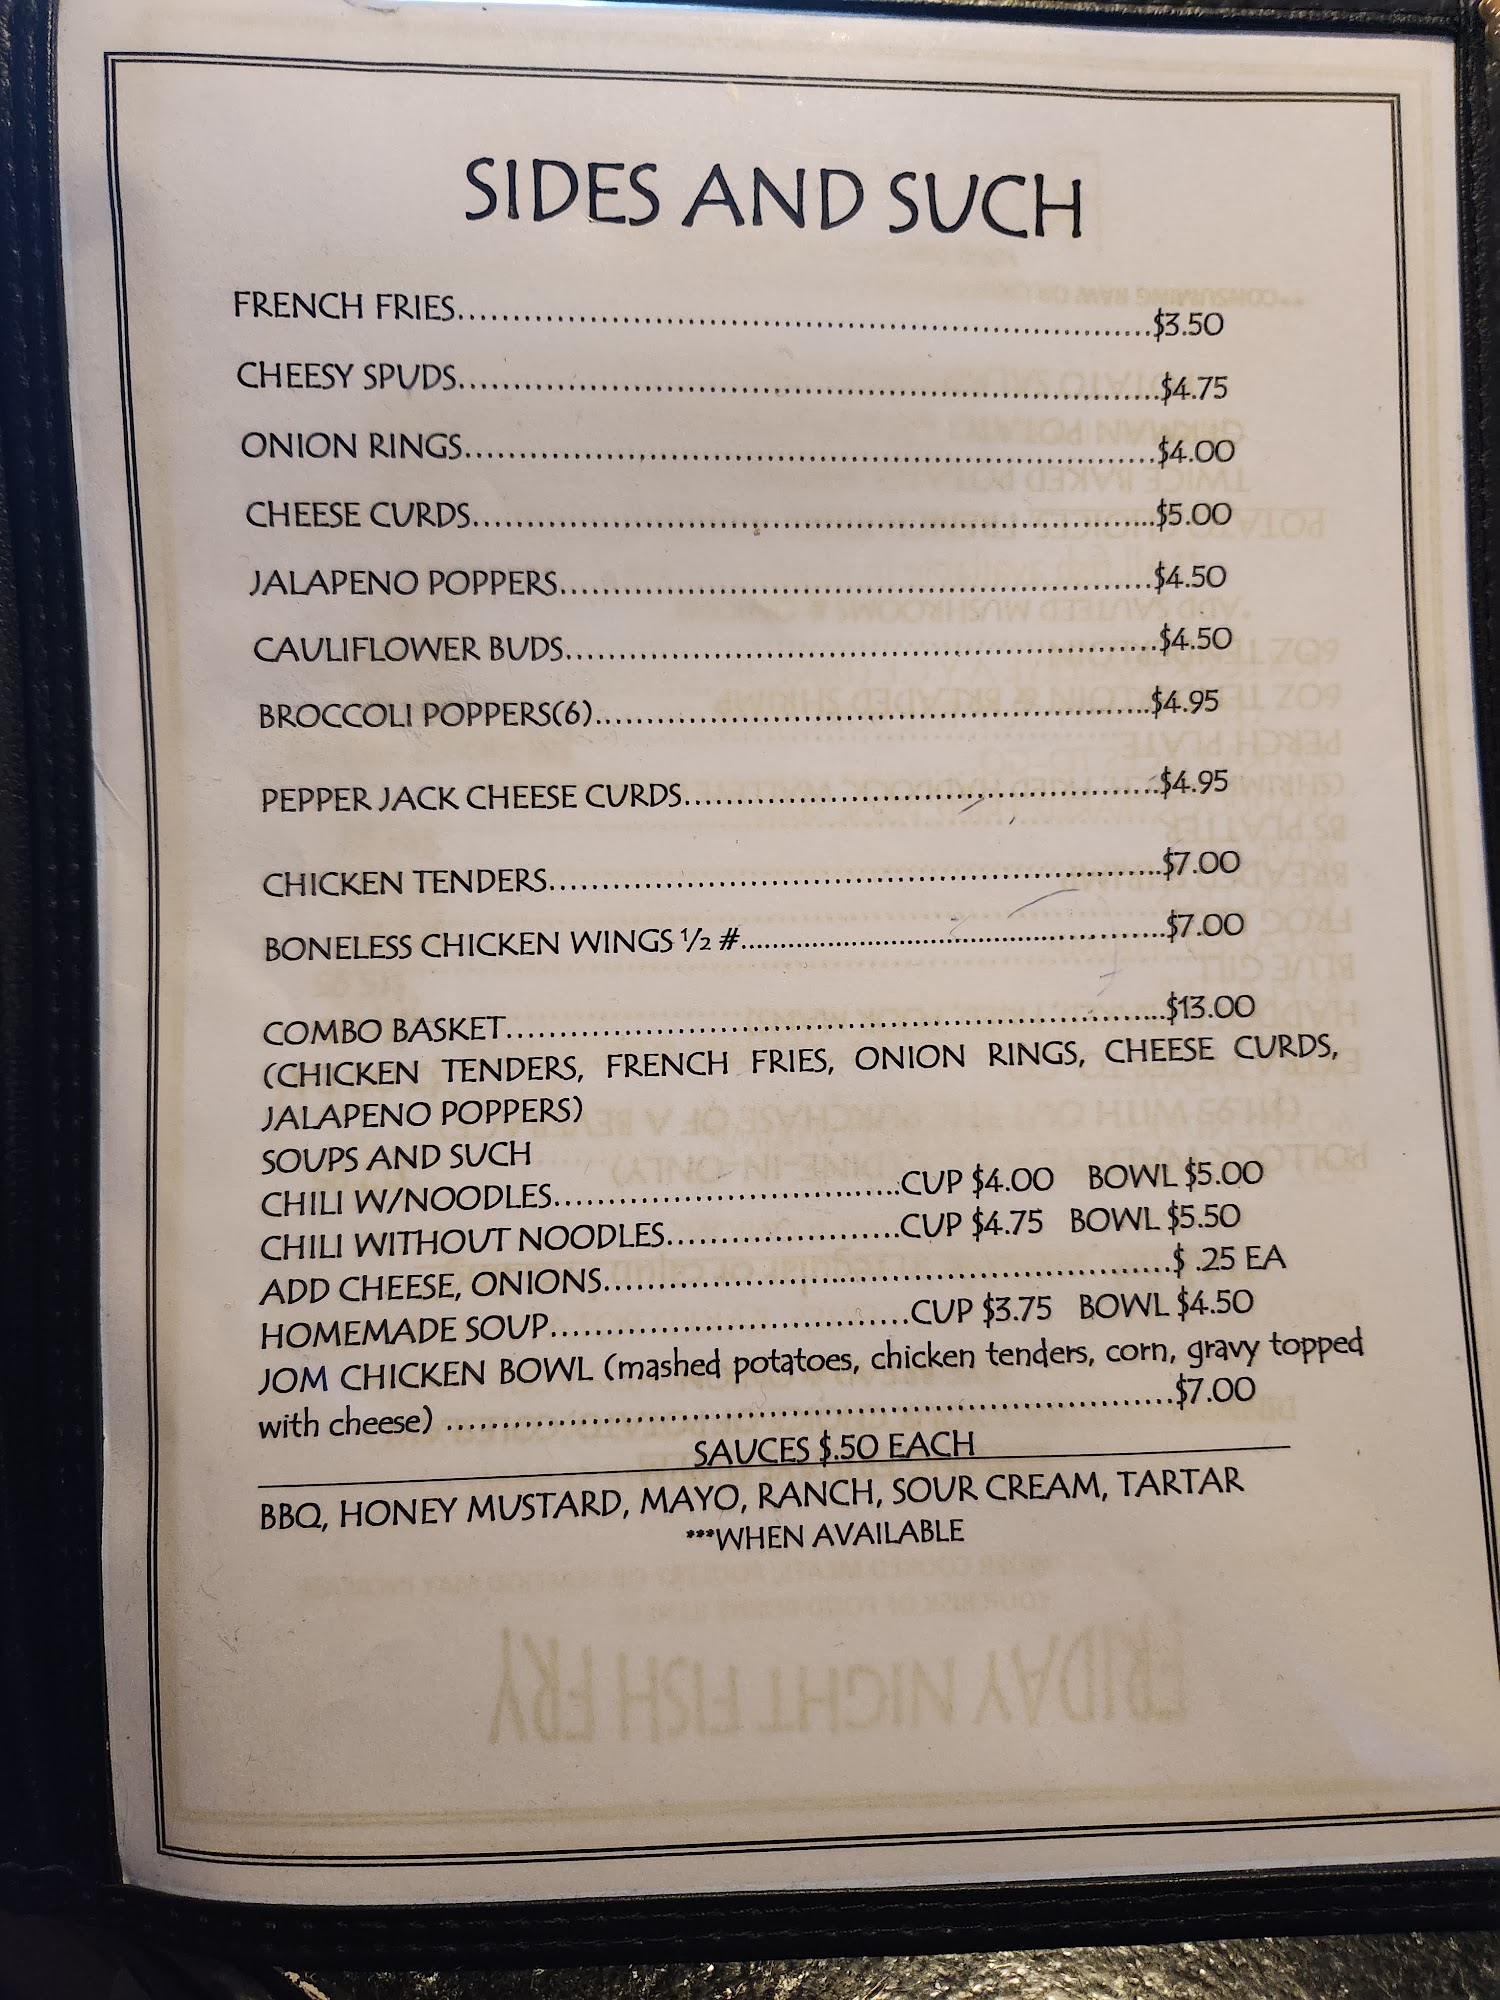 SIDES AND SUCH
FRENCH FRIES....................$3.50
CHEESY SPUDS....................$4.75
ONION RINGS....................$4.00
CHEESE CURDS....................$5.00
JALAPENO POPPERS....................$4.50
CAULIFLOWER BUDS....................$4.50
BROCCOLI POPPERS(6)....................$4.95
PEPPER JACK CHEESE CURDS....................$4.95
CHICKEN TENDERS....................$7.00
BONELESS CHICKEN WINGS ½ #....................$7.00
COMBO BASKET....................$13.00
(CHICKEN TENDERS, FRENCH FRIES, ONION RINGS, CHEESE CURDS,
JALAPENO POPPERS)
SOUPS AND SUCH
CHILI W/NOODLES....................CUP $4.00 BOWL $5.00
CHILI WITHOUT NOODLES....................CUP $4.75 BOWL $5.50
ADD CHEESE, ONIONS....................$ .25 EA
HOMEMADE SOUP....................CUP $3.75 BOWL $4.50
JOM CHICKEN BOWL (mashed potatoes, chicken tenders, corn, gravy topped
with cheese) ....................$7.00
SAUCES $.50 EACH
BBQ, HONEY MUSTARD, MAYO, RANCH, SOUR CREAM, TARTAR
***WHEN AVAILABLE
FRIDAY NIGHT FISH FRY